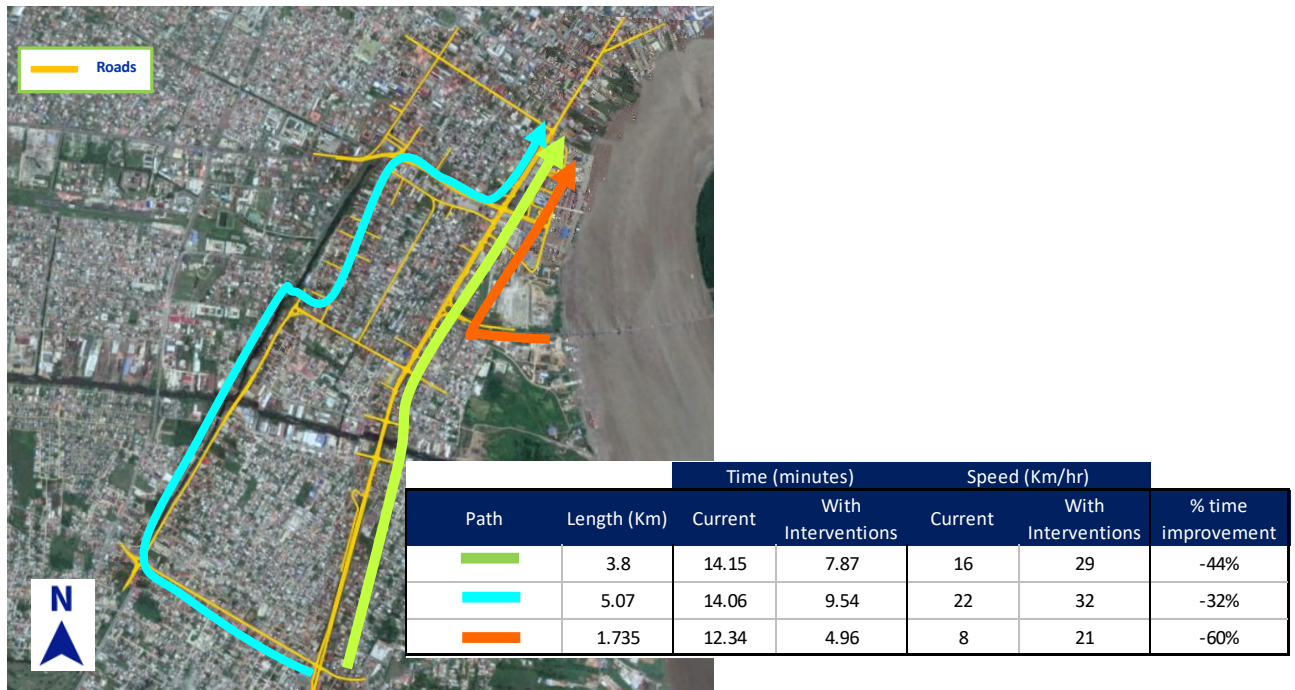 Roads
Time (minutes) Speed (Km/hr)
Path Length (Km) Current With Interventions Current With Interventions % time improvement
3.8 14.15 7.87 16 29 -44%
5.07 14.06 9.54 22 32 -32%
1.735 12.34 4.96 8 21 -60%
N